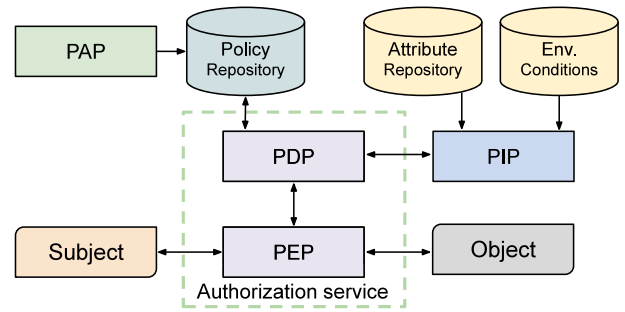 PAP
Policy
Repository
Attribute
Repository
Env.
Conditions
PDP
PIP
Subject
PEP
Object
Authorization service